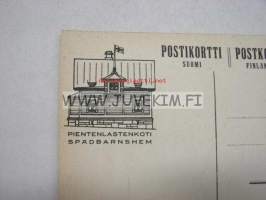 POSTIKORTTI
SUOMI
POSTKO
FINLAN
WWW.JUVEKIM.FI
PIENTENLASTENKOTI
SPÄDBARNSHEM